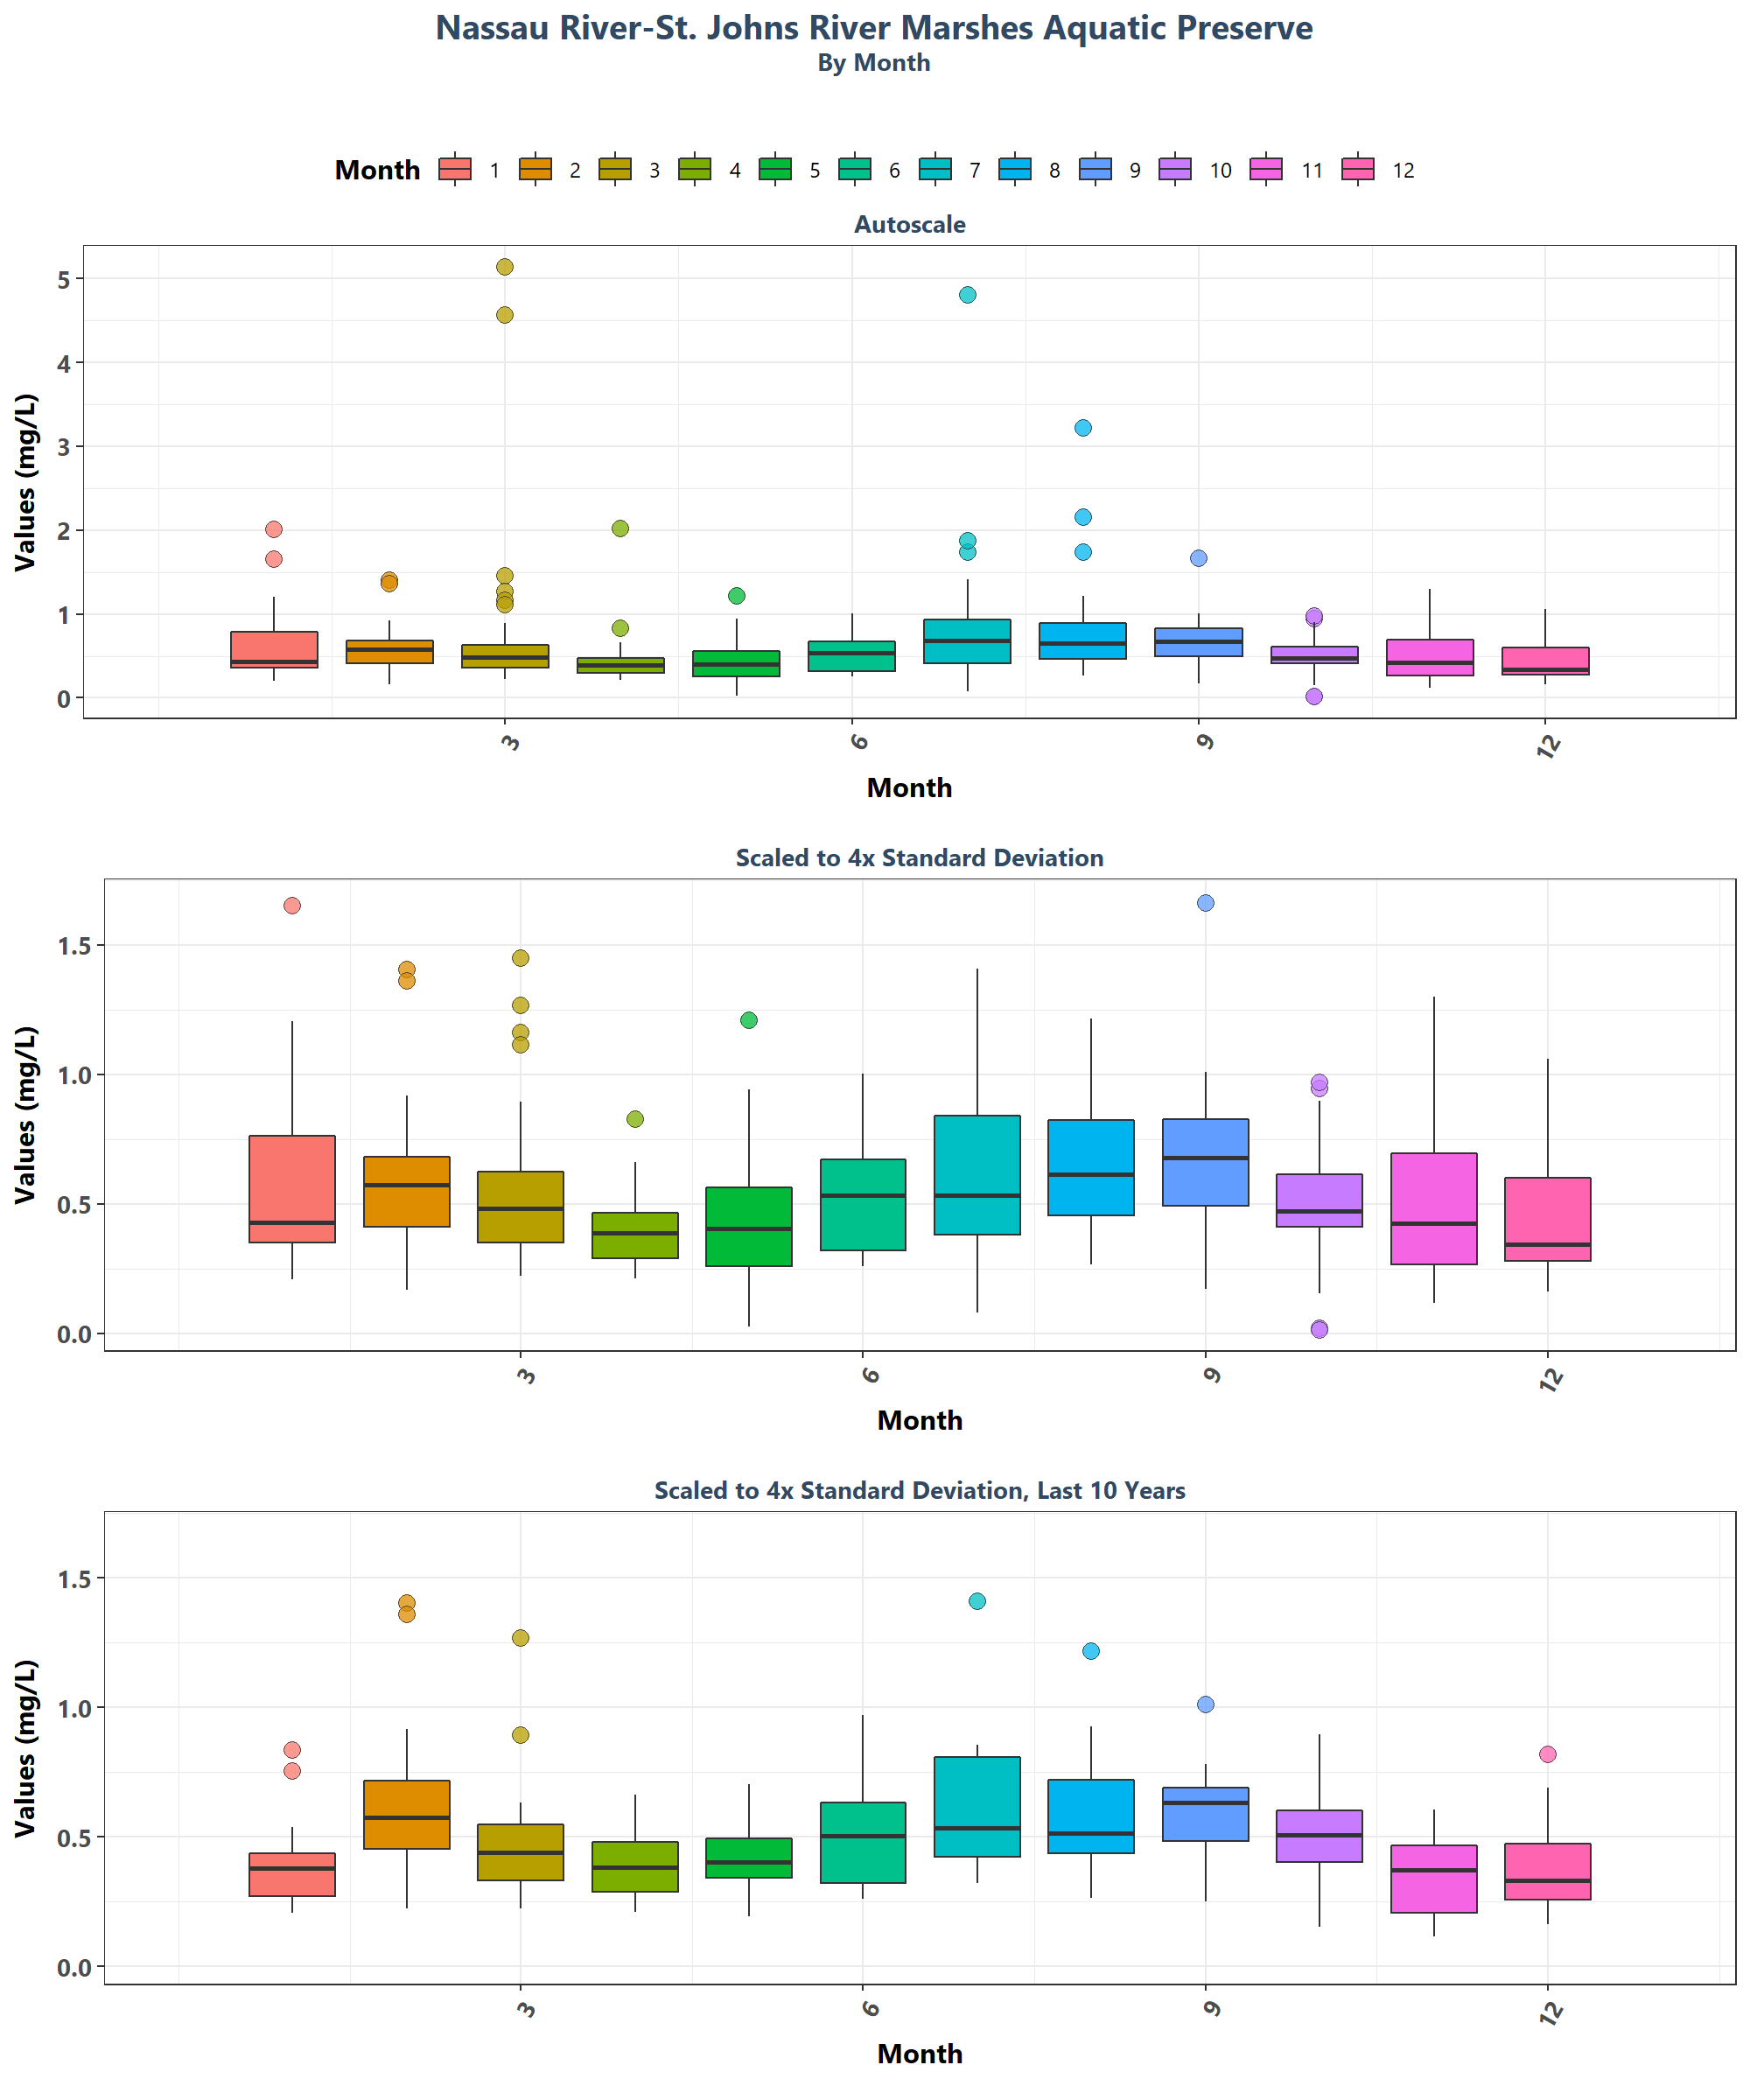 Nassau River-St. Johns River Marshes Aquatic Preserve
By Month
Month 1 2 3 4 5 6 7 8 9 10 11 12
Autoscale
Values (mg/L)
5
4
3
2
1
0
3 6 9 12
Month
Scaled to 4x Standard Deviation
Values (mg/L)
1.5
1.0
0.5
0.0
3 6 9 12
Month
Scaled to 4x Standard Deviation, Last 10 Years
Values (mg/L)
1.5
1.0
0.5
0.0
3 6 9 12
Month